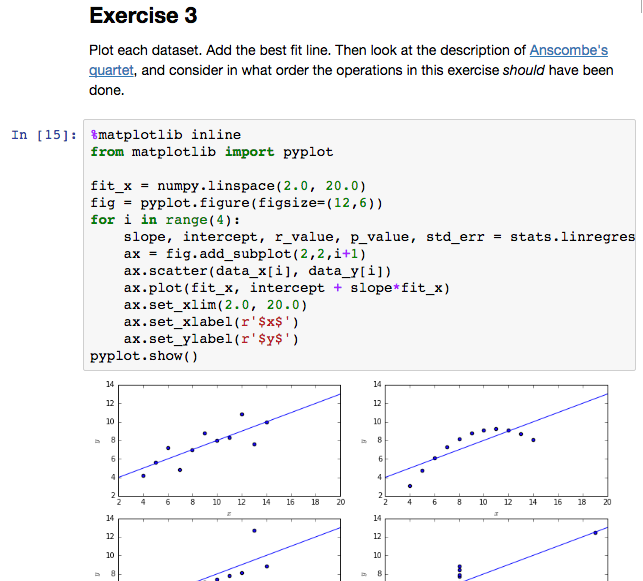 Exercise 3
Plot each dataset. Add the best fit line. Then look at the description of Anscombe's
quartet, and consider in what order the operations in this exercise should have been
done.
In [15]:
%matplotlib inline
from matplotlib import pyplot
fit_x = numpy.linspace(2.0, 20.0)
fig = pyplot.figure(figsize=(12,6))
for i in range(4):
    slope, intercept, r_value, p_value, std_err = stats.linregres
    ax = fig.add_subplot(2,2,i+1)
    ax.scatter(data_x[i], data_y[i])
    ax.plot(fit_x, intercept + slope*fit_x)
    ax.set_xlim(2.0, 20.0)
    ax.set_xlabel(r'$x$')
    ax.set_ylabel(r'$y$')
pyplot.show()
14
12
10
8
6
4
2
y
2 4 6 8 10 12 14 16 18 20
x
14
12
10
8
6
4
2
y
2 4 6 8 10 12 14 16 18 20
x
14
12
10
8
y
14
12
10
8
y